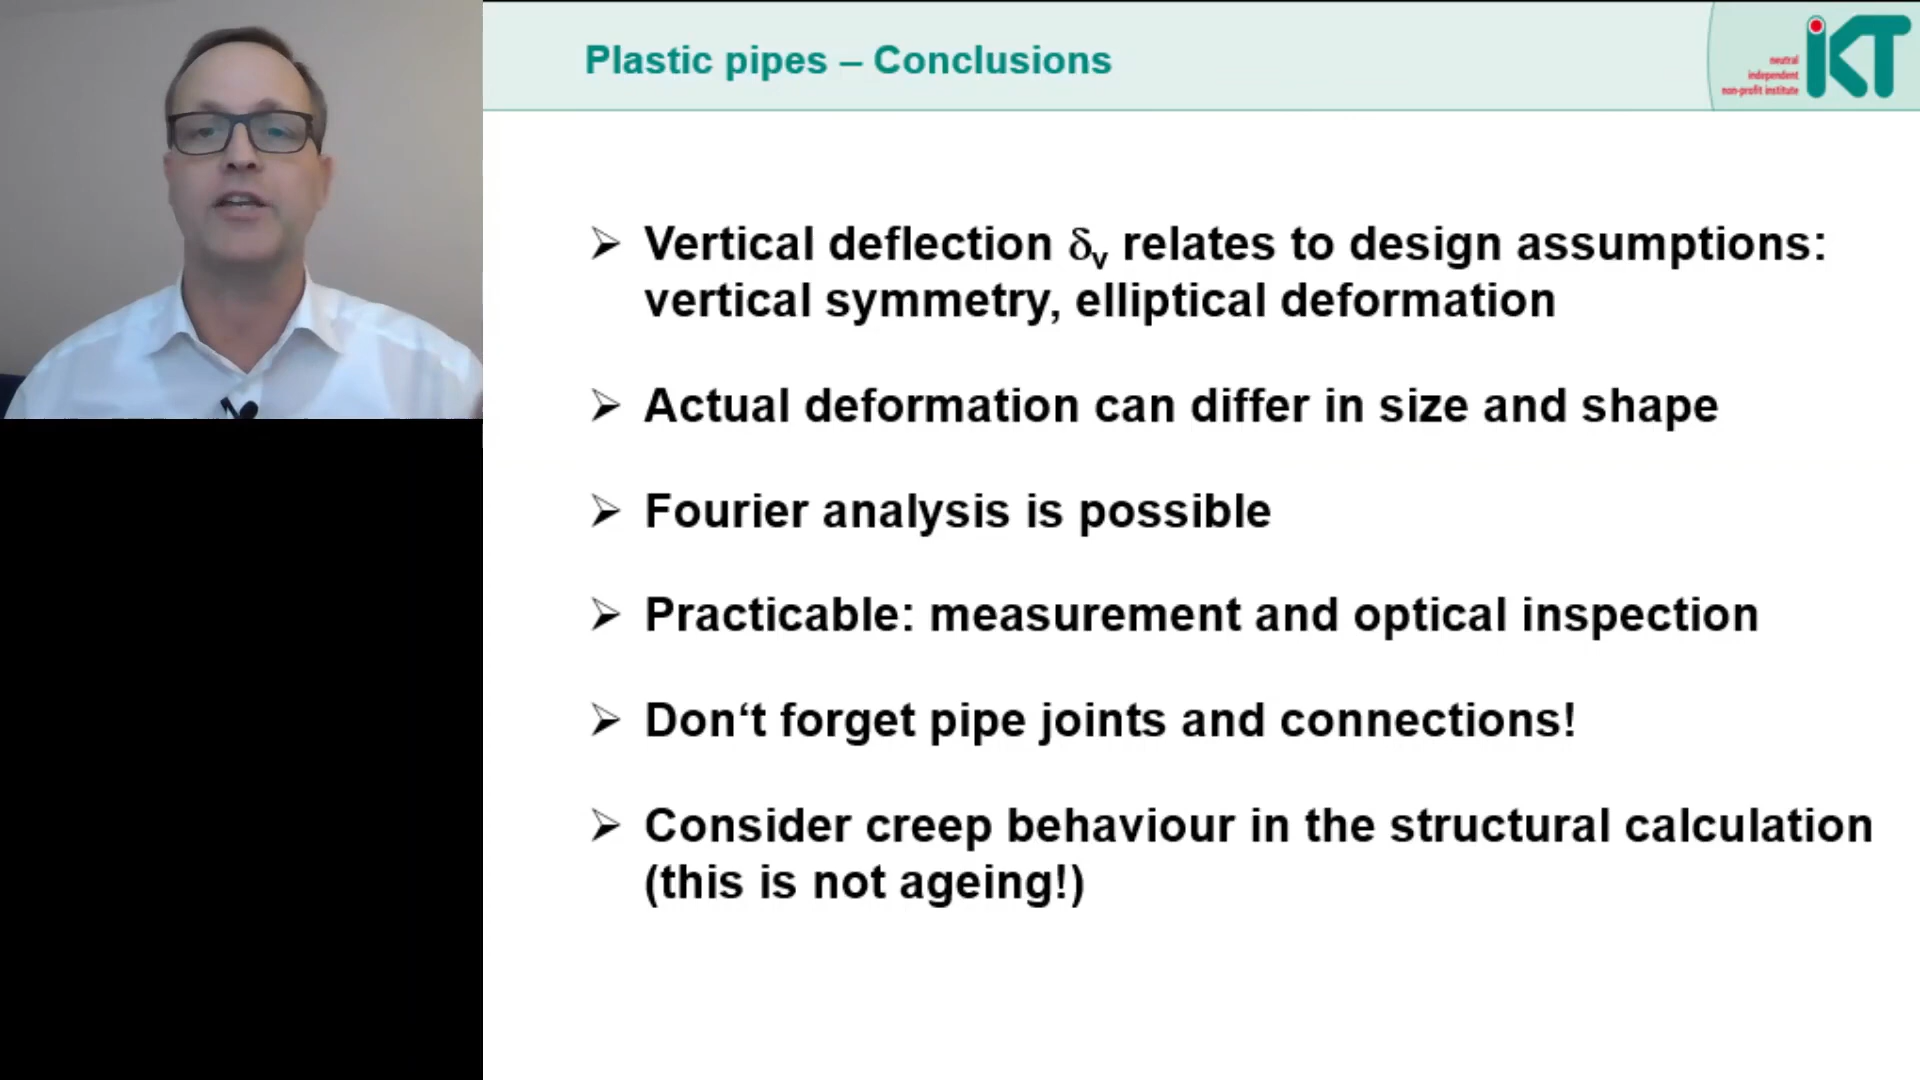 Plastic pipes – Conclusions
neutral
independent
non-profit institute
iKT
➢ Vertical deflection δv relates to design assumptions:
vertical symmetry, elliptical deformation
➢ Actual deformation can differ in size and shape
➢ Fourier analysis is possible
➢ Practicable: measurement and optical inspection
➢ Don‘t forget pipe joints and connections!
➢ Consider creep behaviour in the structural calculation
(this is not ageing!)